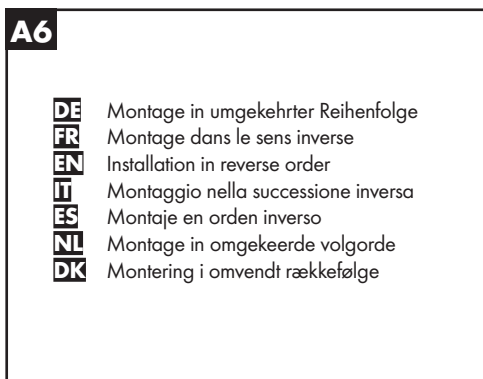 A6
DE Montage in umgekehrter Reihenfolge
FR Montage dans le sens inverse
EN Installation in reverse order
IT Montaggio nella successione inversa
ES Montaje en orden inverso
NL Montage in omgekeerde volgorde
DK Montering i omvendt rækkefølge